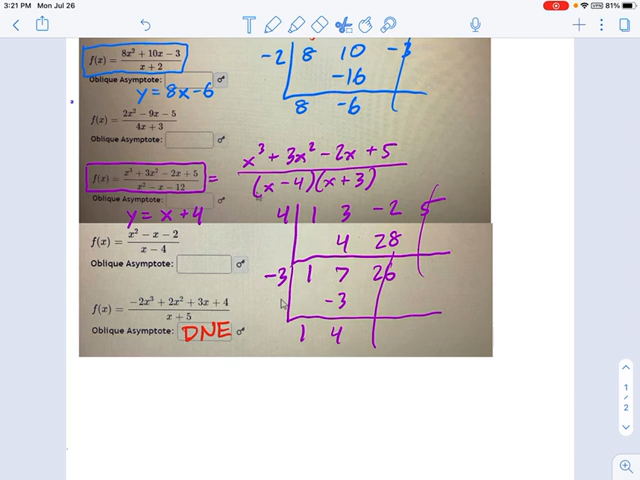 3:21 PM Mon Jul 26
81%
f(x) = (8x² + 10x − 3)/(x + 2)
-2 | 8 10 -3
-16
8 -6
Oblique Asymptote:
y = 8x - 6
f(x) = (2x² − 9x − 5)/(4x + 3)
Oblique Asymptote:
f(x) = (x³ + 3x² − 2x + 5)/(x² − x − 12) = (x³ + 3x² - 2x + 5)/((x - 4)(x + 3))
Oblique Asymptote:
y = x + 4
4 | 1 3 -2 5
4 28
-3 | 1 7 26
-3
1 4
f(x) = (x² − x − 2)/(x − 4)
Oblique Asymptote:
f(x) = (−2x³ + 2x² + 3x + 4)/(x + 5)
Oblique Asymptote: DNE
1
/
2